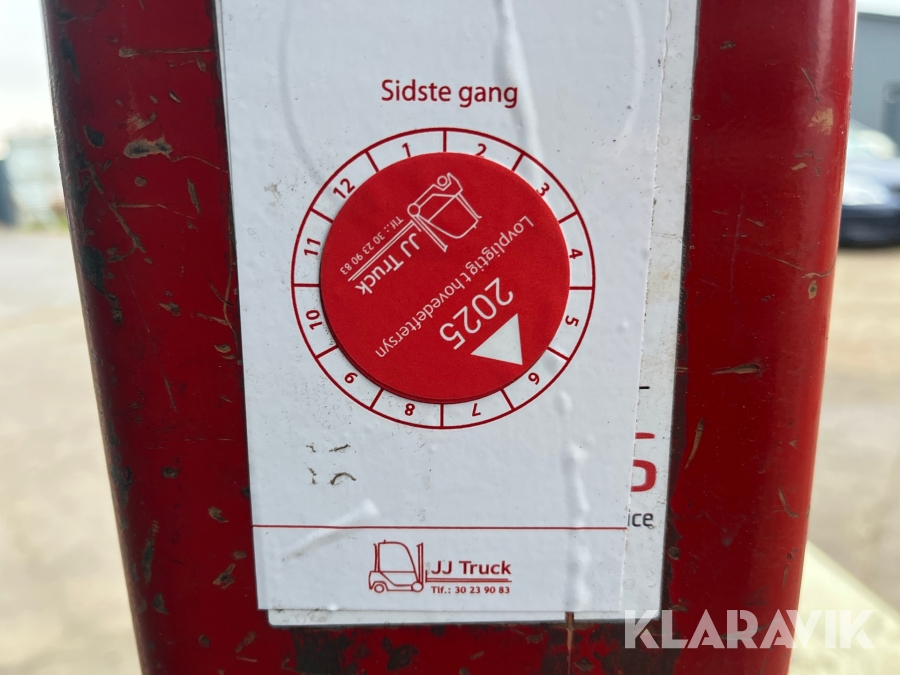 Sidste gang
1
2
3
4
5
6
7
8
9
10
11
12
JJ Truck
Tlf.: 30 23 90 83
Lovpligtigt hovedeftersyn
2025
JJ Truck
Tlf.: 30 23 90 83
ice
KLARAVIK